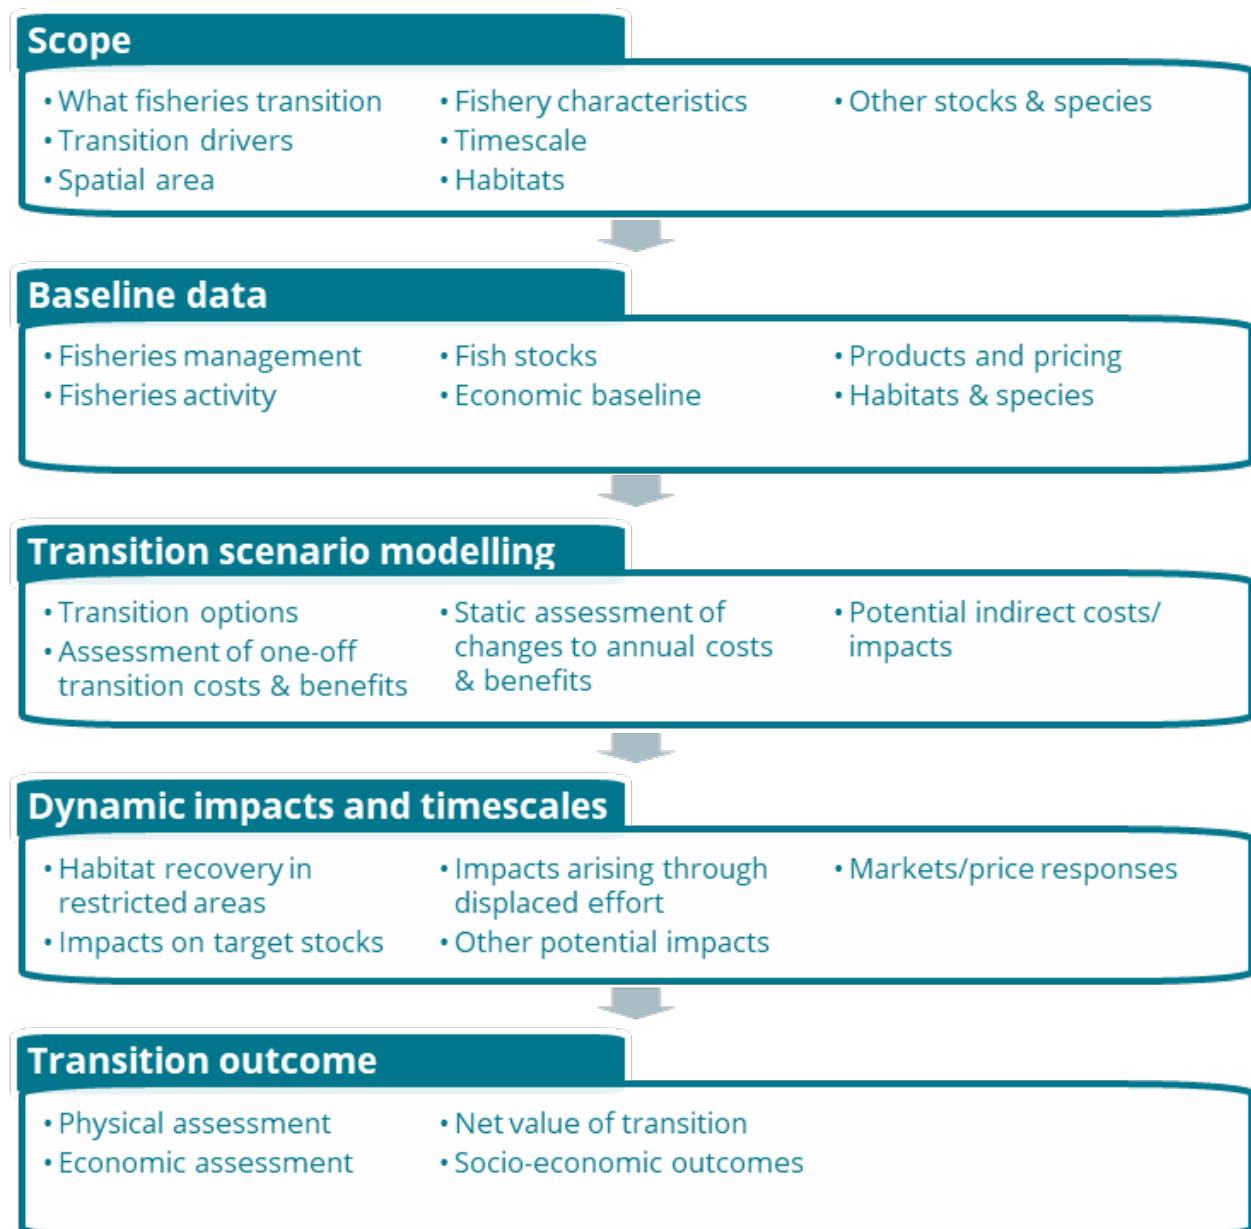 Scope
• What fisheries transition
• Transition drivers
• Spatial area
• Fishery characteristics
• Timescale
• Habitats
• Other stocks & species
Baseline data
• Fisheries management
• Fisheries activity
• Fish stocks
• Economic baseline
• Products and pricing
• Habitats & species
Transition scenario modelling
• Transition options
• Assessment of one-off
transition costs & benefits
• Static assessment of
changes to annual costs
& benefits
• Potential indirect costs/
impacts
Dynamic impacts and timescales
• Habitat recovery in
restricted areas
• Impacts on target stocks
• Impacts arising through
displaced effort
• Other potential impacts
• Markets/price responses
Transition outcome
• Physical assessment
• Economic assessment
• Net value of transition
• Socio-economic outcomes